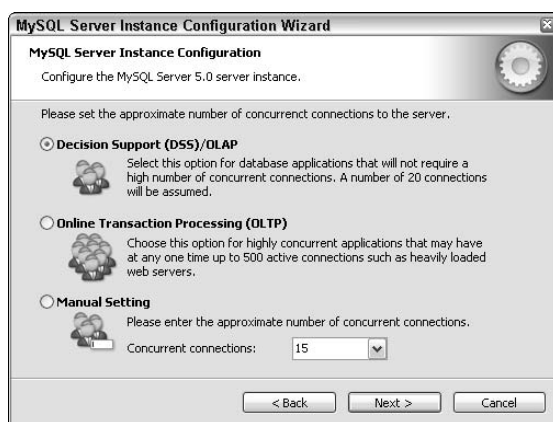 MySQL Server Instance Configuration Wizard
MySQL Server Instance Configuration
Configure the MySQL Server 5.0 server instance.
Please set the approximate number of concurrenct connections to the server.
Decision Support (DSS)/OLAP
Select this option for database applications that will not require a
high number of concurrent connections. A number of 20 connections
will be assumed.
Online Transaction Processing (OLTP)
Choose this option for highly concurrent applications that may have
at any one time up to 500 active connections such as heavily loaded
web servers.
Manual Setting
Please enter the approximate number of concurrent connections.
Concurrent connections: 15
< Back Next > Cancel